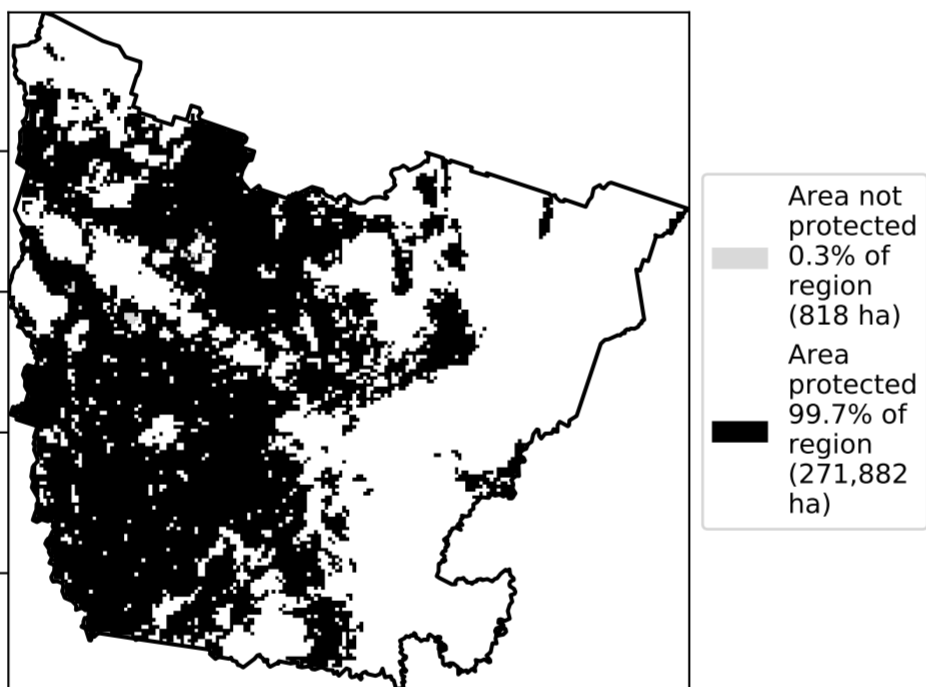 Area not
protected
0.3% of
region
(818 ha)
Area
protected
99.7% of
region
(271,882
ha)